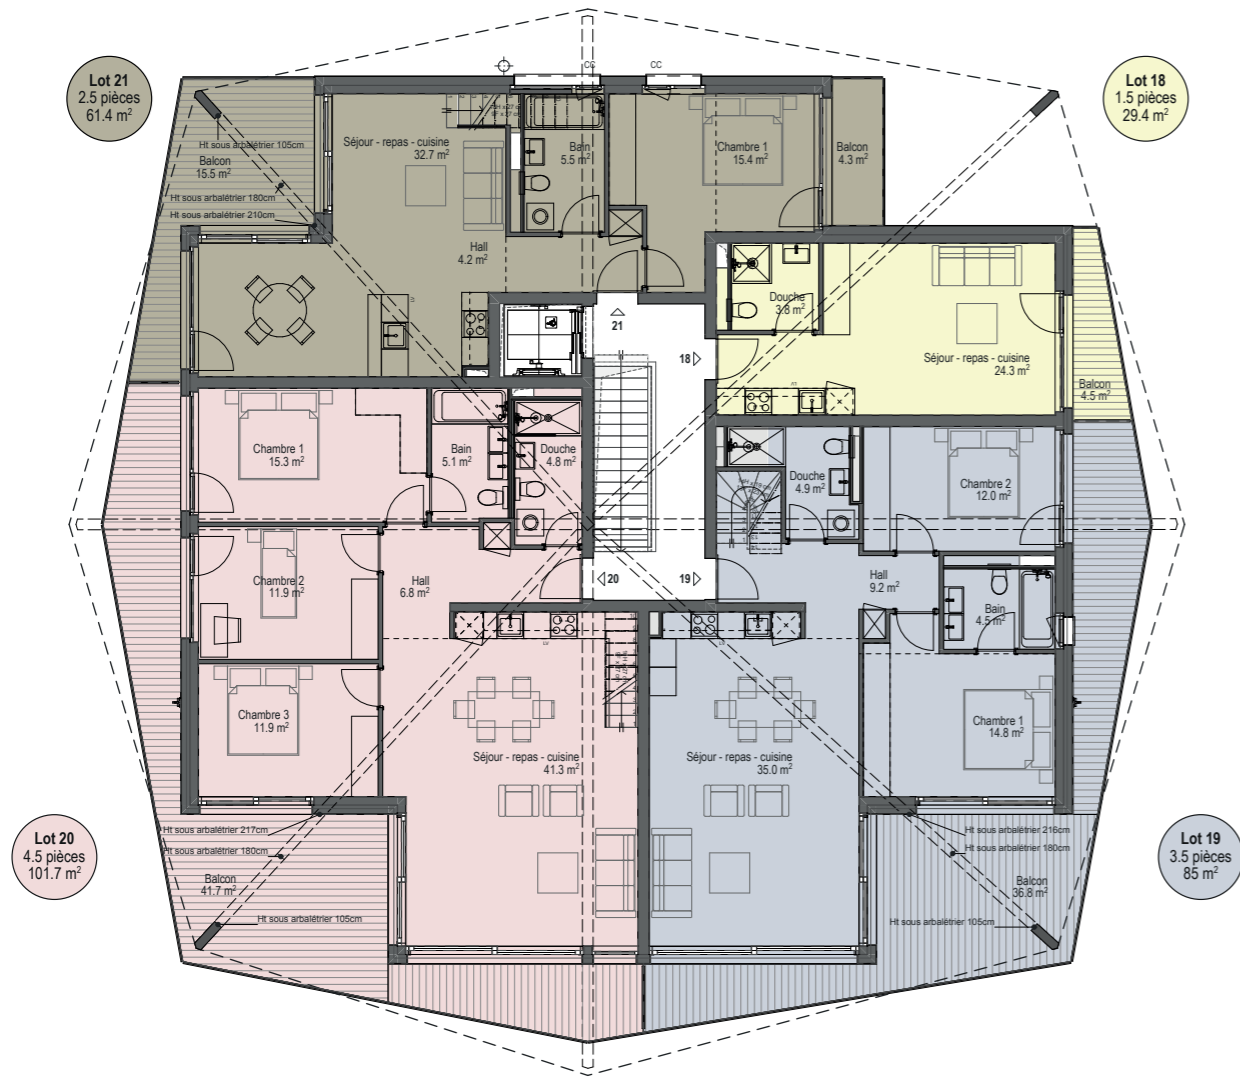 Lot 21
2.5 pièces
61.4 m²
Lot 18
1.5 pièces
29.4 m²
CC
CC
Ht sous arbalétrier 105cm
Balcon
15.5 m²
Ht sous arbalétrier 180cm
Ht sous arbalétrier 210cm
Séjour - repas - cuisine
32.7 m²
Bain
5.5 m²
Chambre 1
15.4 m²
Balcon
4.3 m²
Hall
4.2 m²
21
18
Douche
3.8 m²
Séjour - repas - cuisine
24.3 m²
Balcon
4.5 m²
Chambre 1
15.3 m²
Bain
5.1 m²
Douche
4.8 m²
Douche
4.9 m²
Chambre 2
12.0 m²
Chambre 2
11.9 m²
Hall
6.8 m²
20
19
Hall
9.2 m²
Bain
4.5 m²
Chambre 3
11.9 m²
Séjour - repas - cuisine
41.3 m²
Séjour - repas - cuisine
35.0 m²
Chambre 1
14.8 m²
Lot 20
4.5 pièces
101.7 m²
Ht sous arbalétrier 217cm
Ht sous arbalétrier 180cm
Balcon
41.7 m²
Ht sous arbalétrier 105cm
Ht sous arbalétrier 216cm
Ht sous arbalétrier 180cm
Balcon
36.8 m²
Ht sous arbalétrier 105cm
Lot 19
3.5 pièces
85 m²